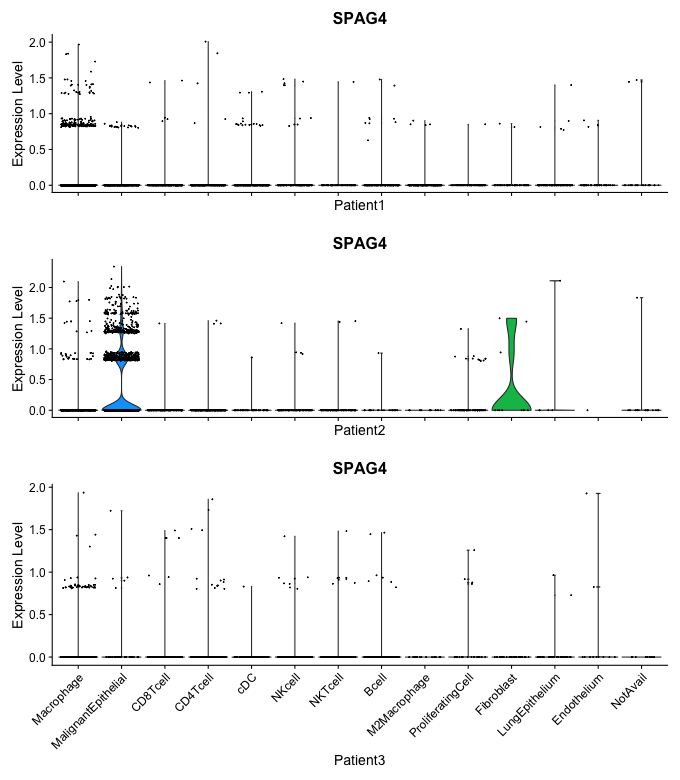 SPAG4
Expression Level
2.0
1.5
1.0
0.5
0.0
Patient1
SPAG4
Expression Level
2.0
1.5
1.0
0.5
0.0
Patient2
SPAG4
Expression Level
2.0
1.5
1.0
0.5
0.0
Macrophage
MalignantEpithelial
CD8Tcell
CD4Tcell
cDC
NKcell
NKTcell
Bcell
M2Macrophage
ProliferatingCell
Fibroblast
LungEpithelium
Endothelium
NotAvail
Patient3